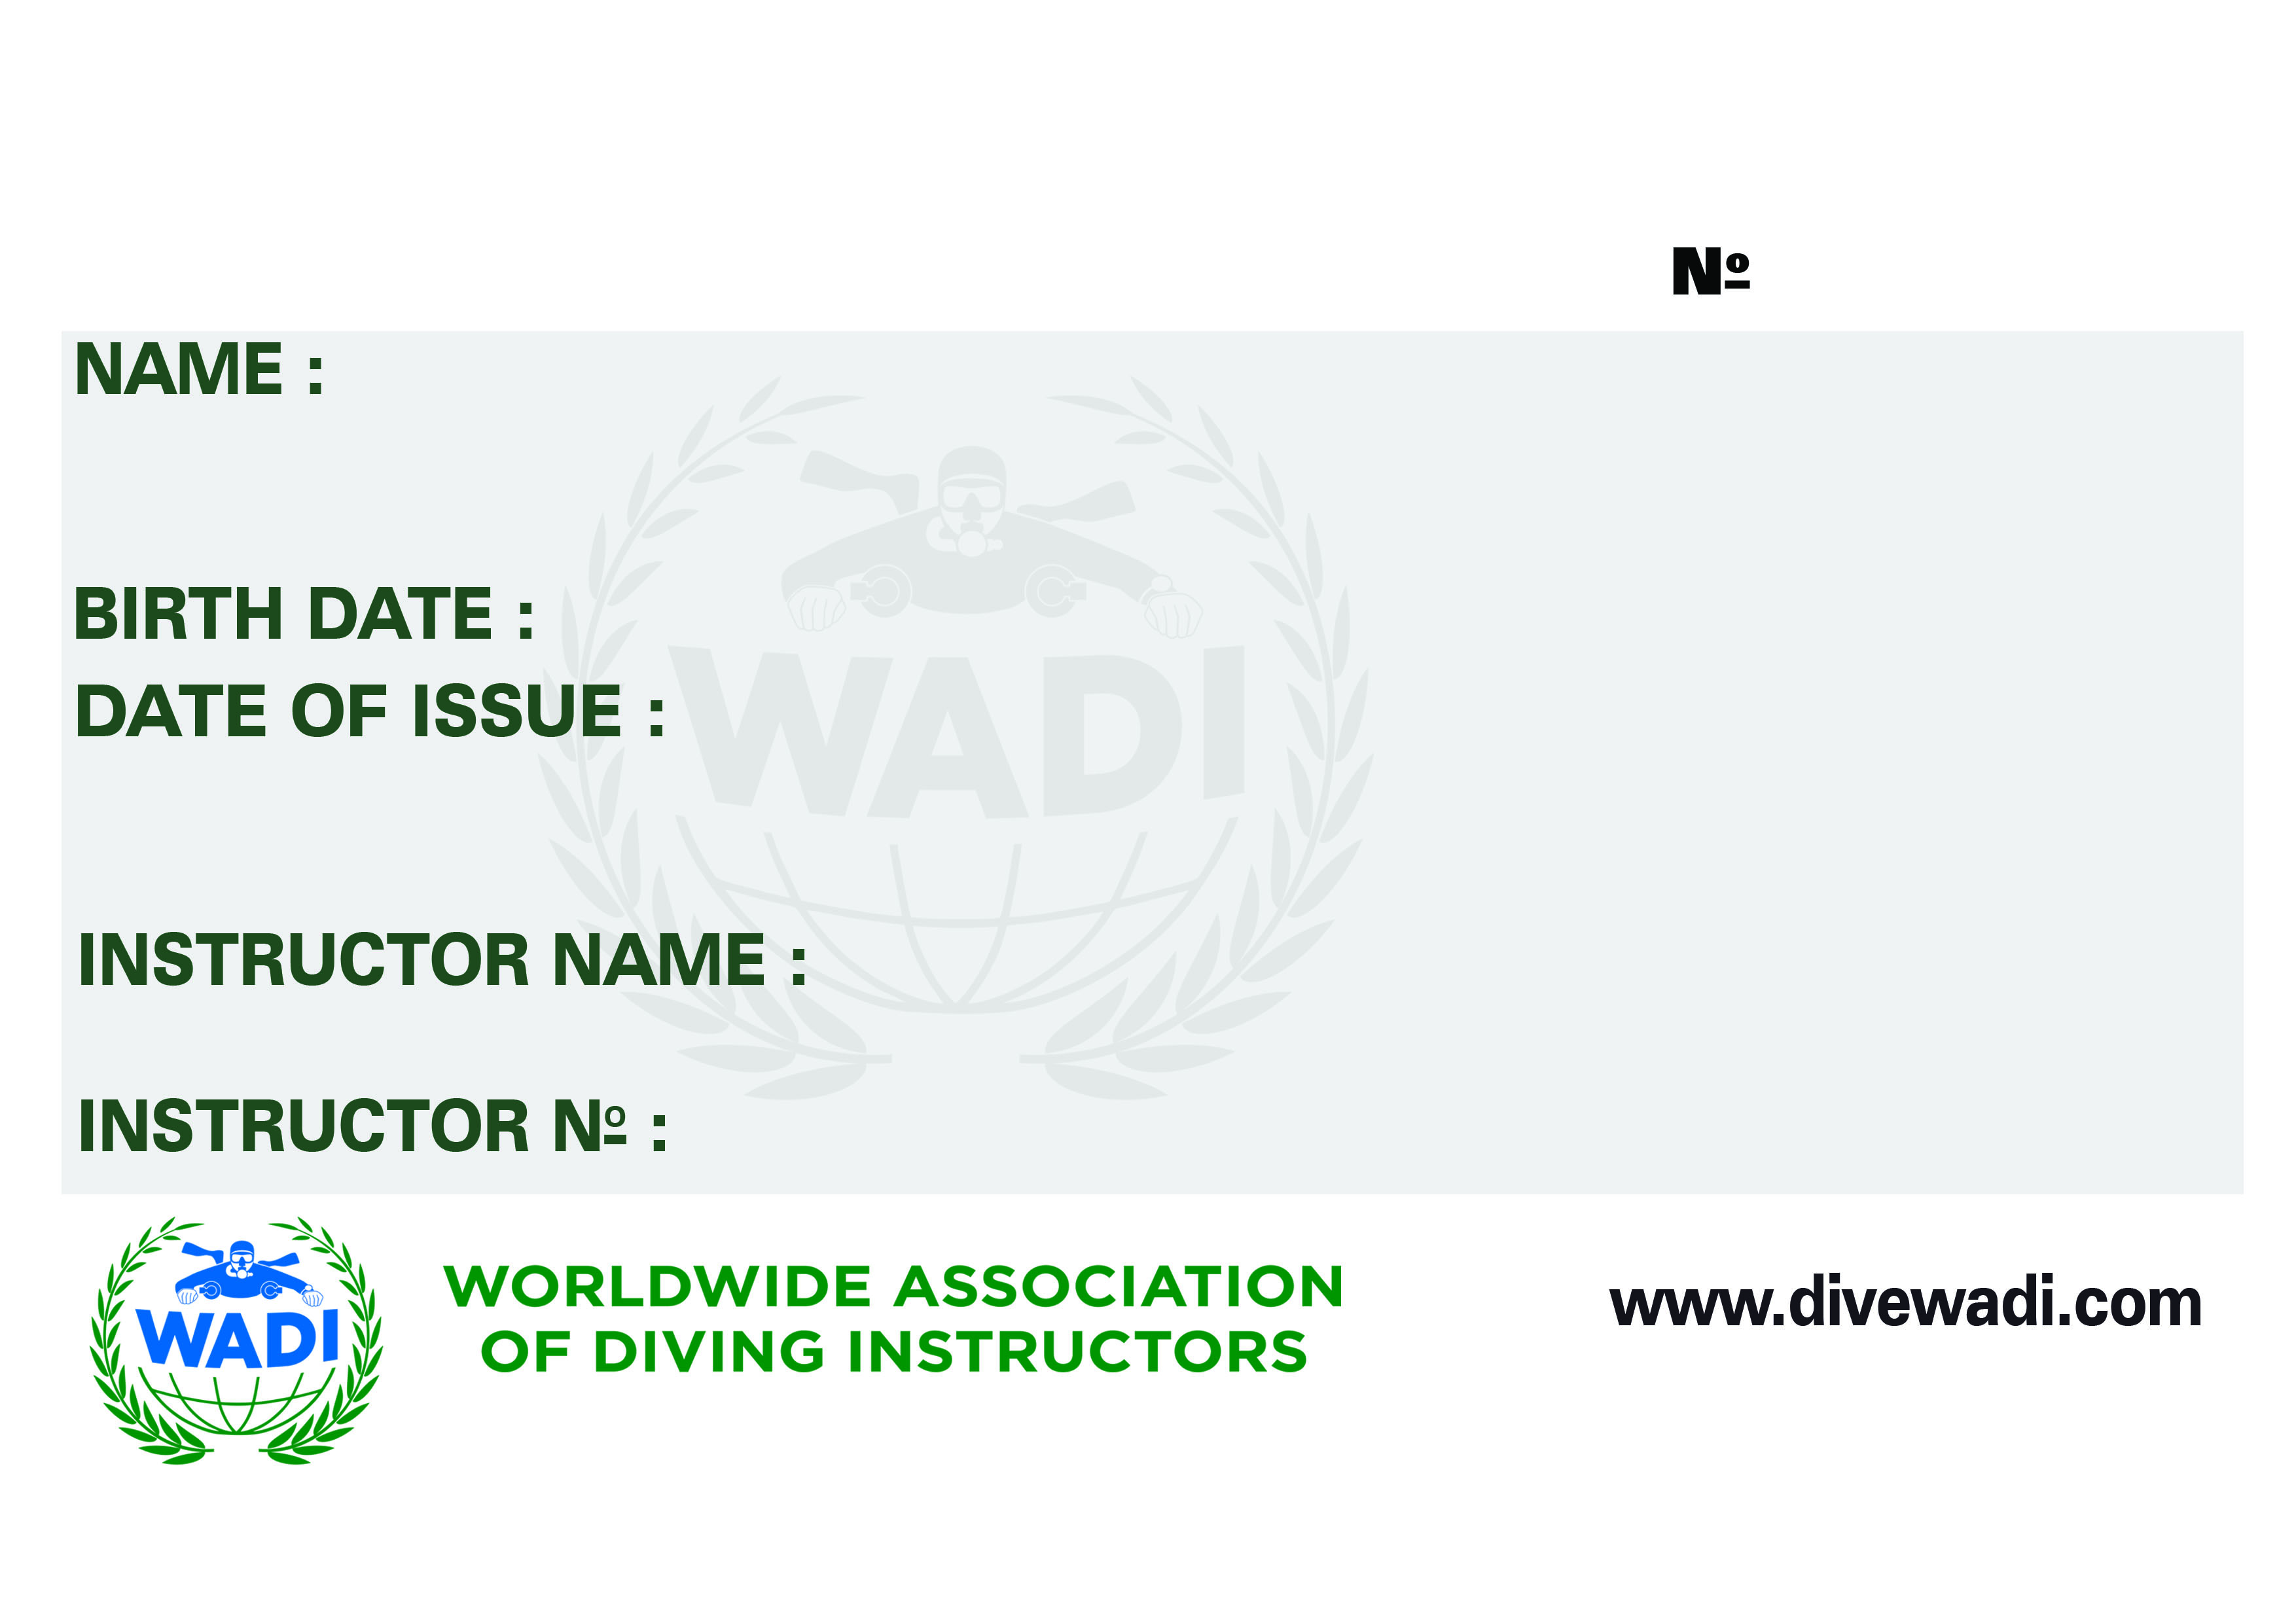 Nº
NAME :
BIRTH DATE :
DATE OF ISSUE :
WADI
INSTRUCTOR NAME :
INSTRUCTOR Nº :
WADI
WORLDWIDE ASSOCIATION
OF DIVING INSTRUCTORS
www.divewadi.com